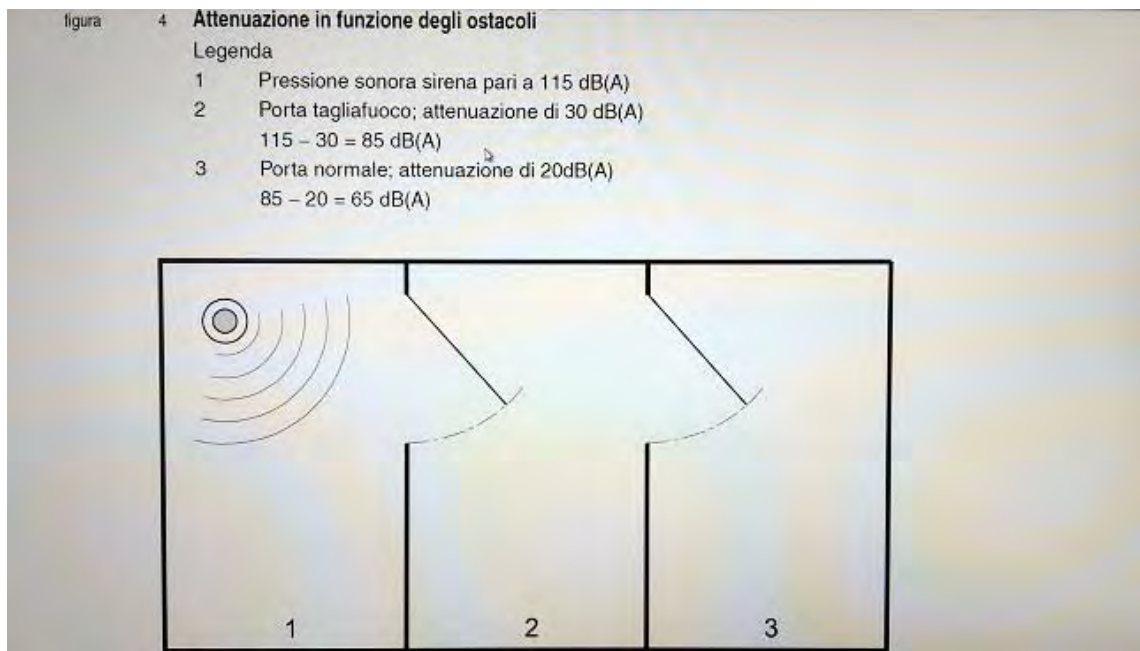 figura 4 Attenuazione in funzione degli ostacoli
Legenda
1 Pressione sonora sirena pari a 115 dB(A)
2 Porta tagliafuoco; attenuazione di 30 dB(A)
115 – 30 = 85 dB(A)
3 Porta normale; attenuazione di 20dB(A)
85 – 20 = 65 dB(A)
1 2 3